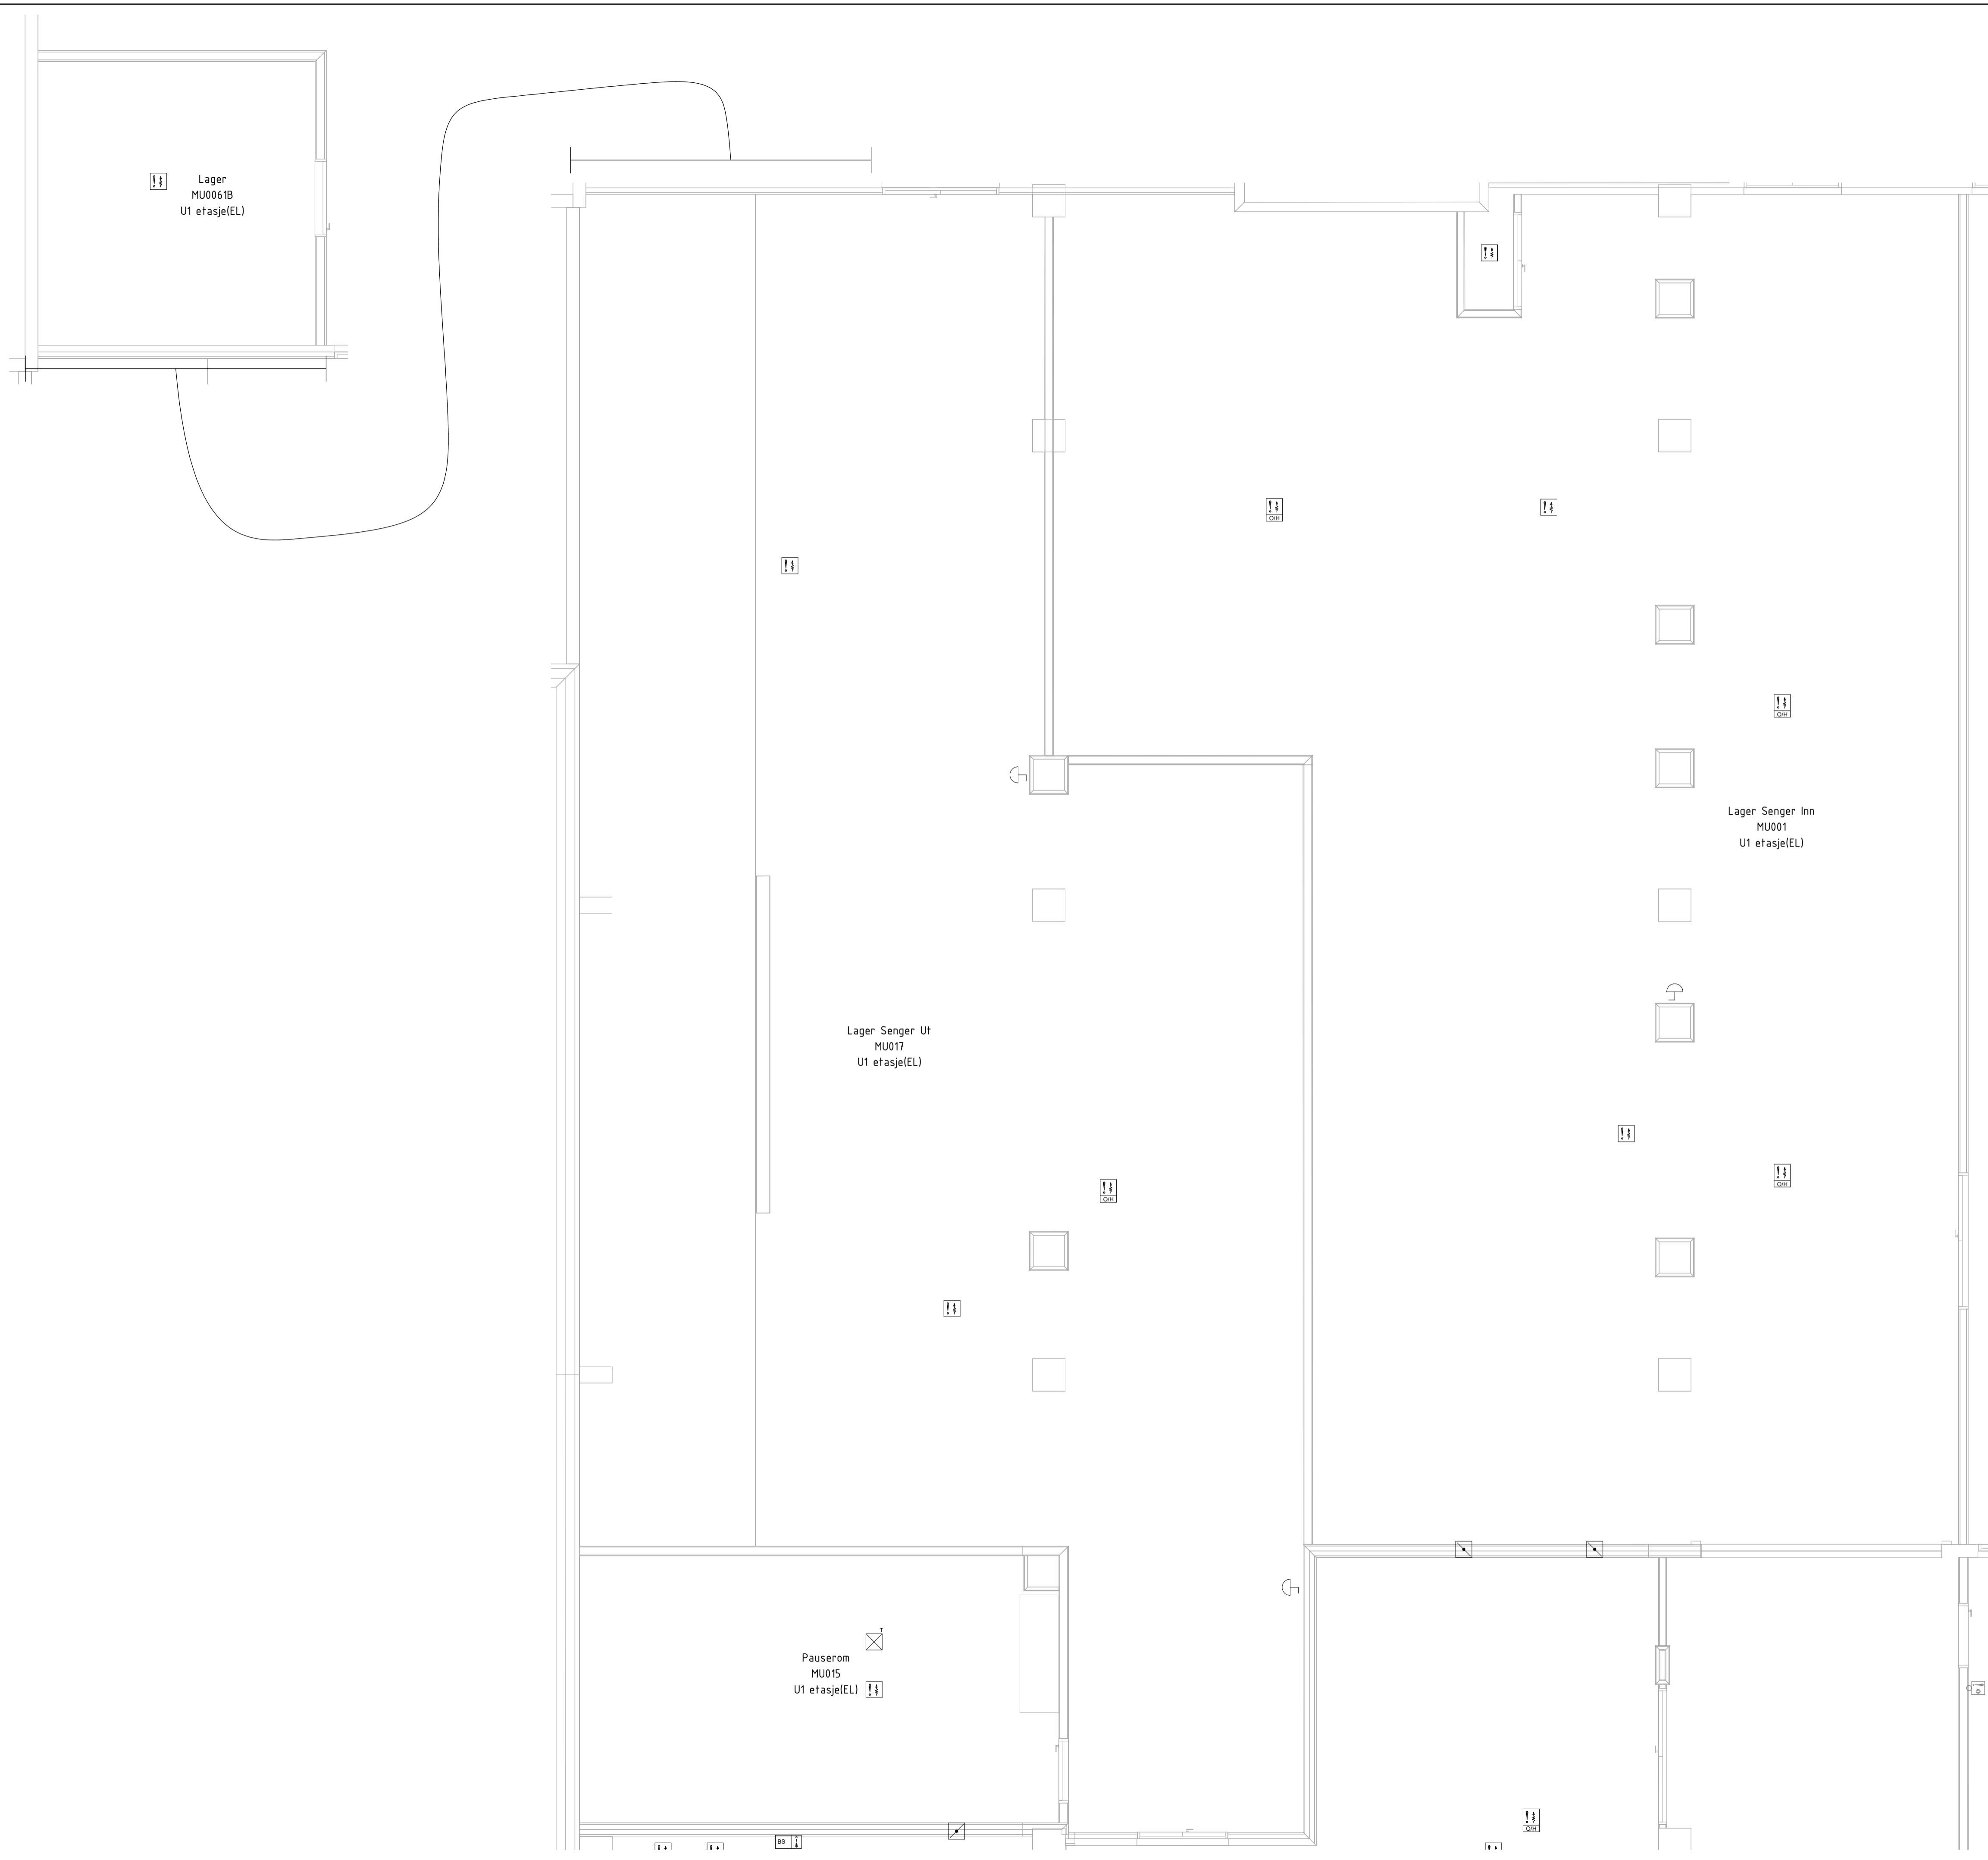 Lager
MU0061B
U1 etasje(EL)
O/H
O/H
Lager Senger Inn
MU001
U1 etasje(EL)
Lager Senger Ut
MU017
U1 etasje(EL)
O/H
O/H
T
Pauserom
MU015
U1 etasje(EL)
O/H
BS